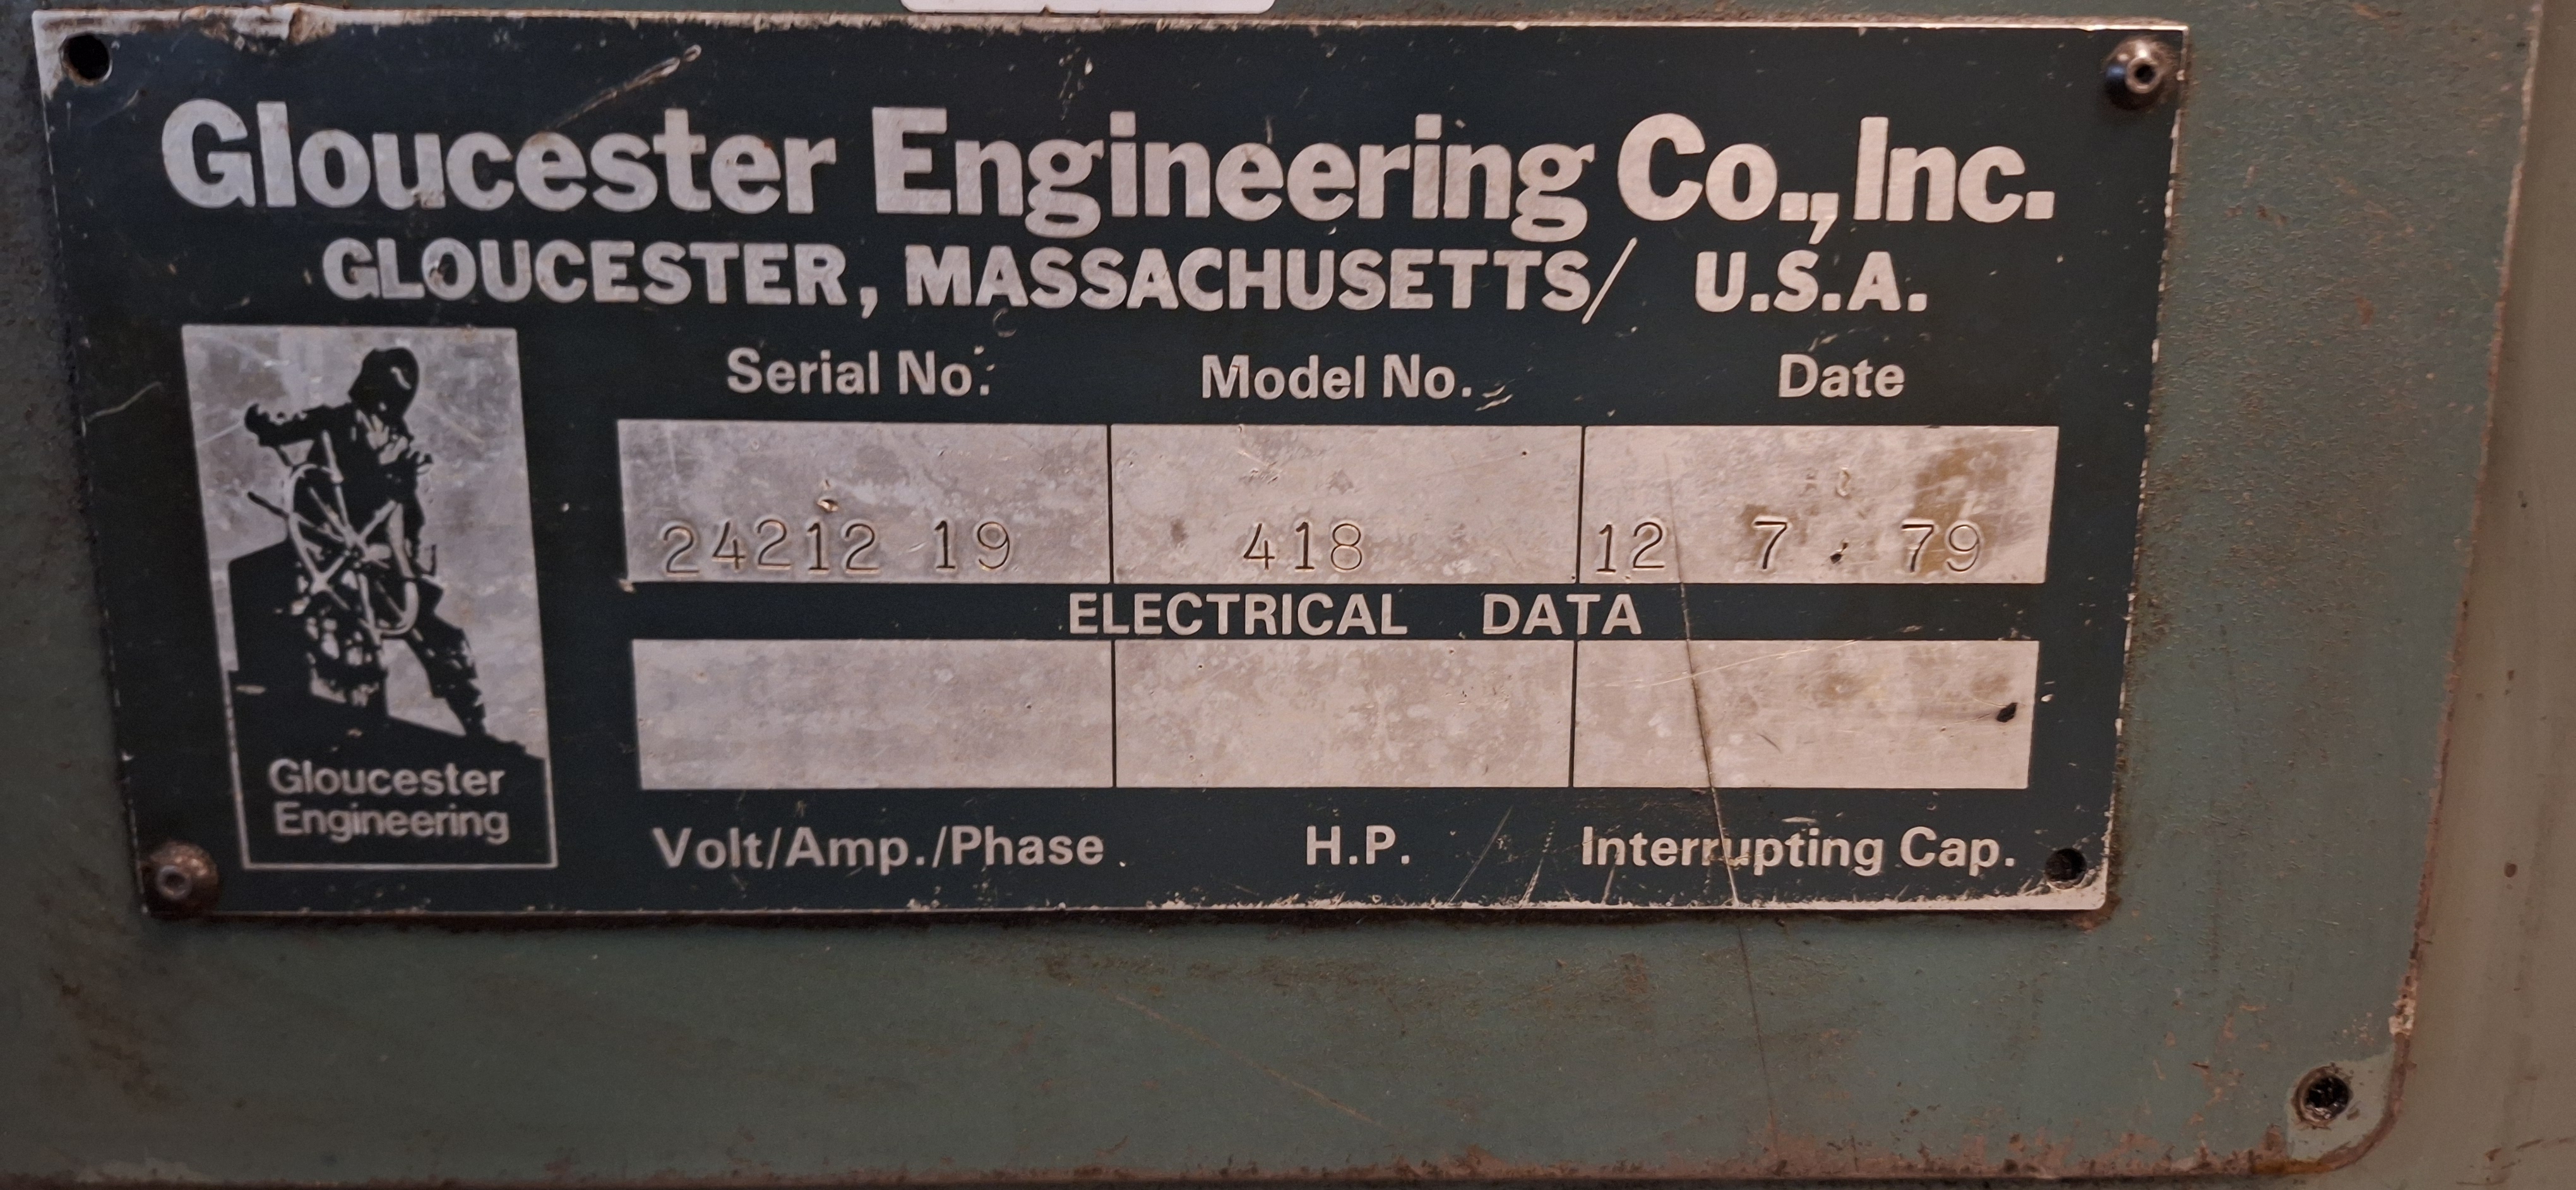 Gloucester Engineering Co., Inc.
GLOUCESTER, MASSACHUSETTS/ U.S.A.
Serial No. Model No. Date
24212 19 418 12 7 79
ELECTRICAL DATA
Volt/Amp./Phase H.P. Interrupting Cap.
Gloucester
Engineering